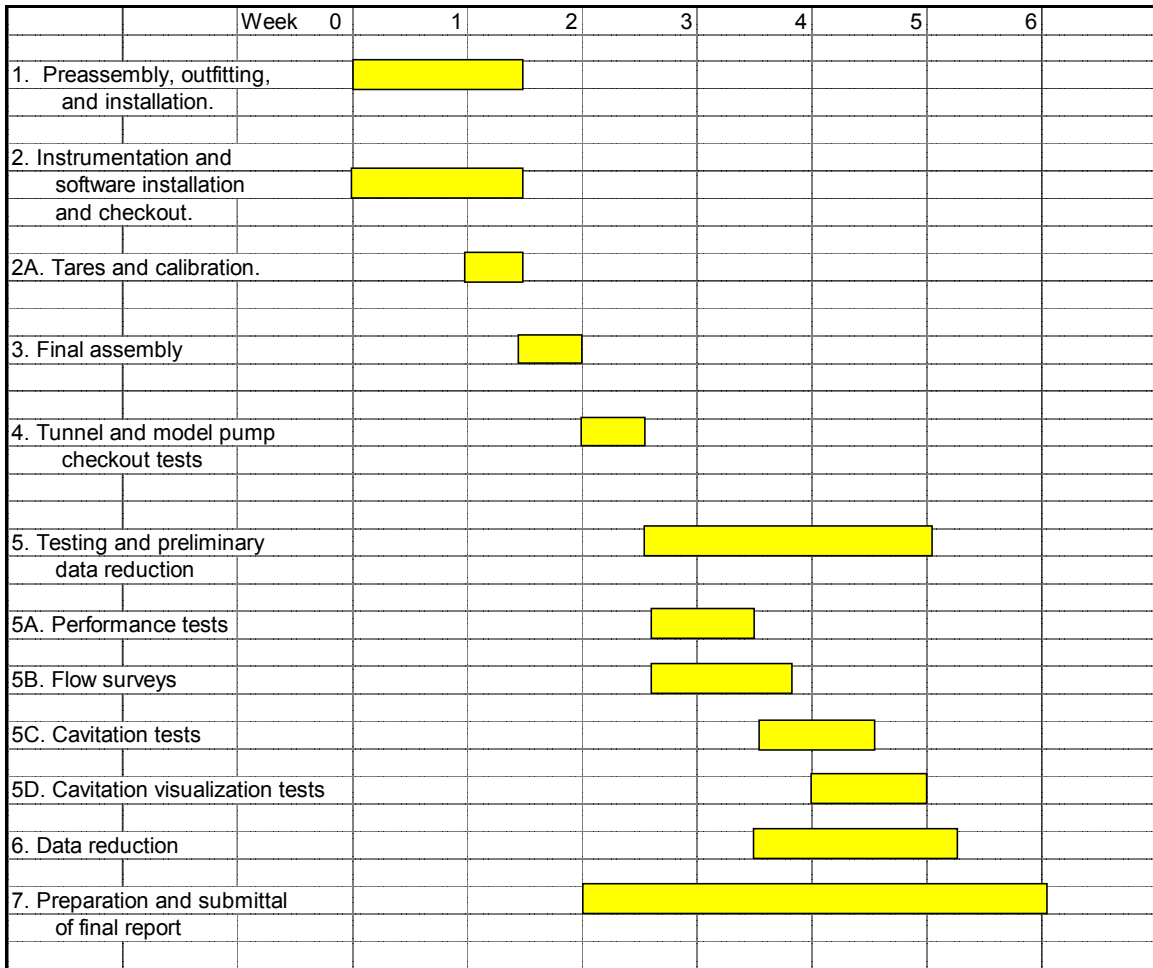 Week 0 1 2 3 4 5 6
1. Preassembly, outfitting,
and installation.
2. Instrumentation and
software installation
and checkout.
2A. Tares and calibration.
3. Final assembly
4. Tunnel and model pump
checkout tests
5. Testing and preliminary
data reduction
5A. Performance tests
5B. Flow surveys
5C. Cavitation tests
5D. Cavitation visualization tests
6. Data reduction
7. Preparation and submittal
of final report